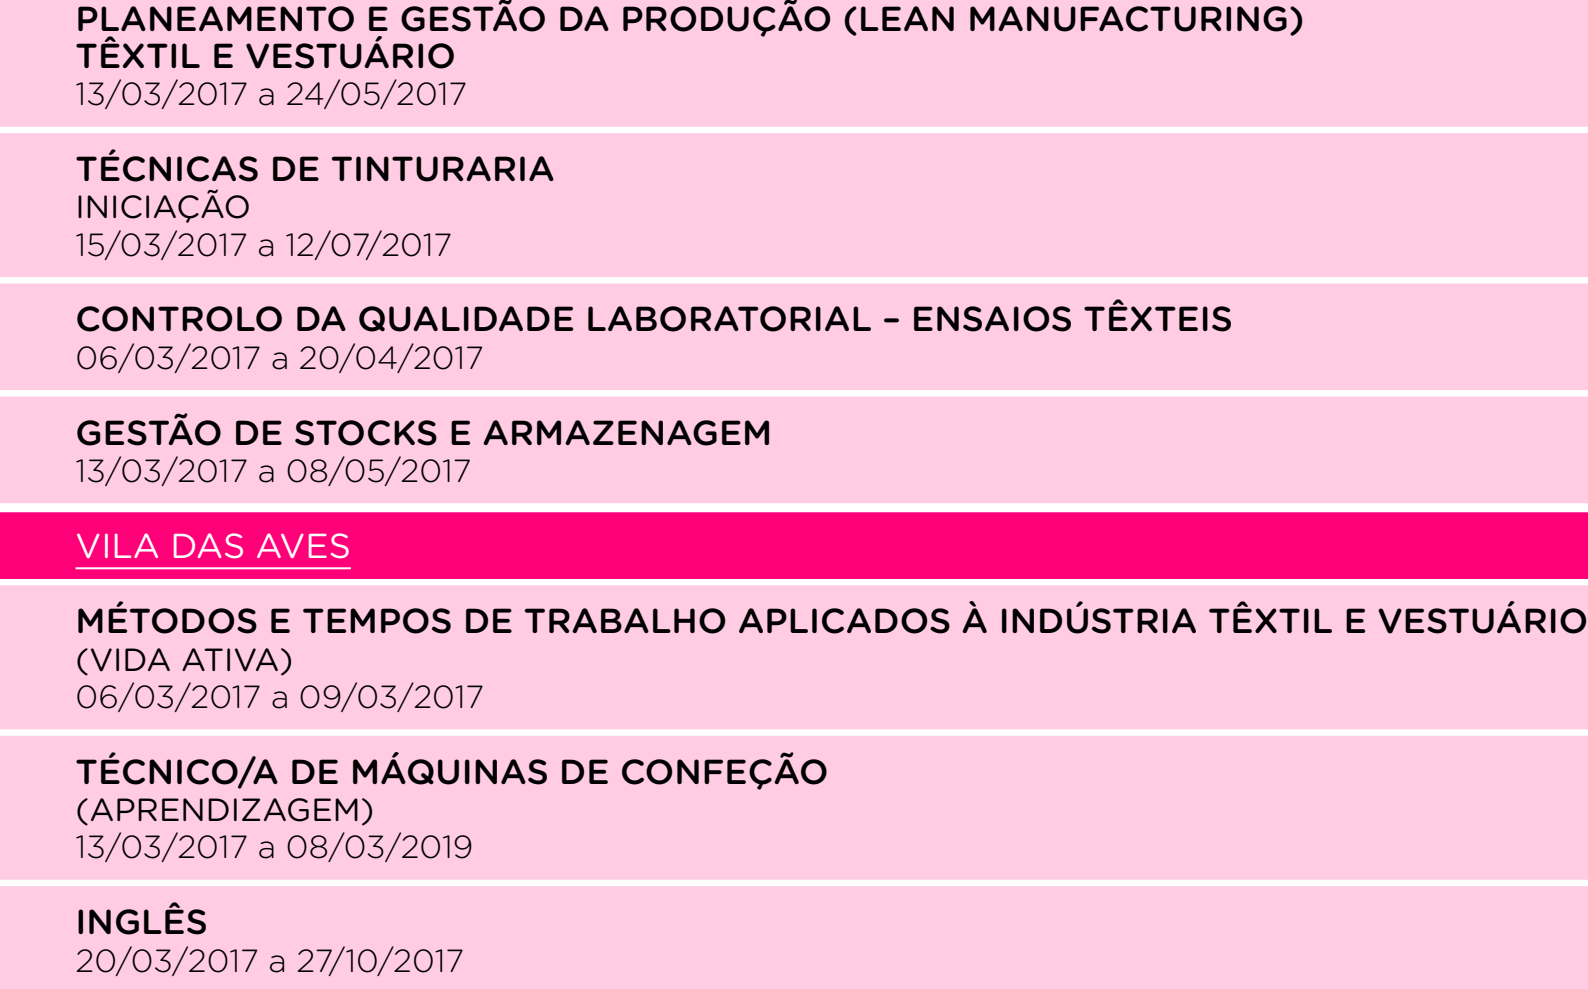 PLANEAMENTO E GESTÃO DA PRODUÇÃO (LEAN MANUFACTURING)
TÊXTIL E VESTUÁRIO
13/03/2017 a 24/05/2017
TÉCNICAS DE TINTURARIA
INICIAÇÃO
15/03/2017 a 12/07/2017
CONTROLO DA QUALIDADE LABORATORIAL – ENSAIOS TÊXTEIS
06/03/2017 a 20/04/2017
GESTÃO DE STOCKS E ARMAZENAGEM
13/03/2017 a 08/05/2017
VILA DAS AVES
MÉTODOS E TEMPOS DE TRABALHO APLICADOS À INDÚSTRIA TÊXTIL E VESTUÁRIO
(VIDA ATIVA)
06/03/2017 a 09/03/2017
TÉCNICO/A DE MÁQUINAS DE CONFEÇÃO
(APRENDIZAGEM)
13/03/2017 a 08/03/2019
INGLÊS
20/03/2017 a 27/10/2017